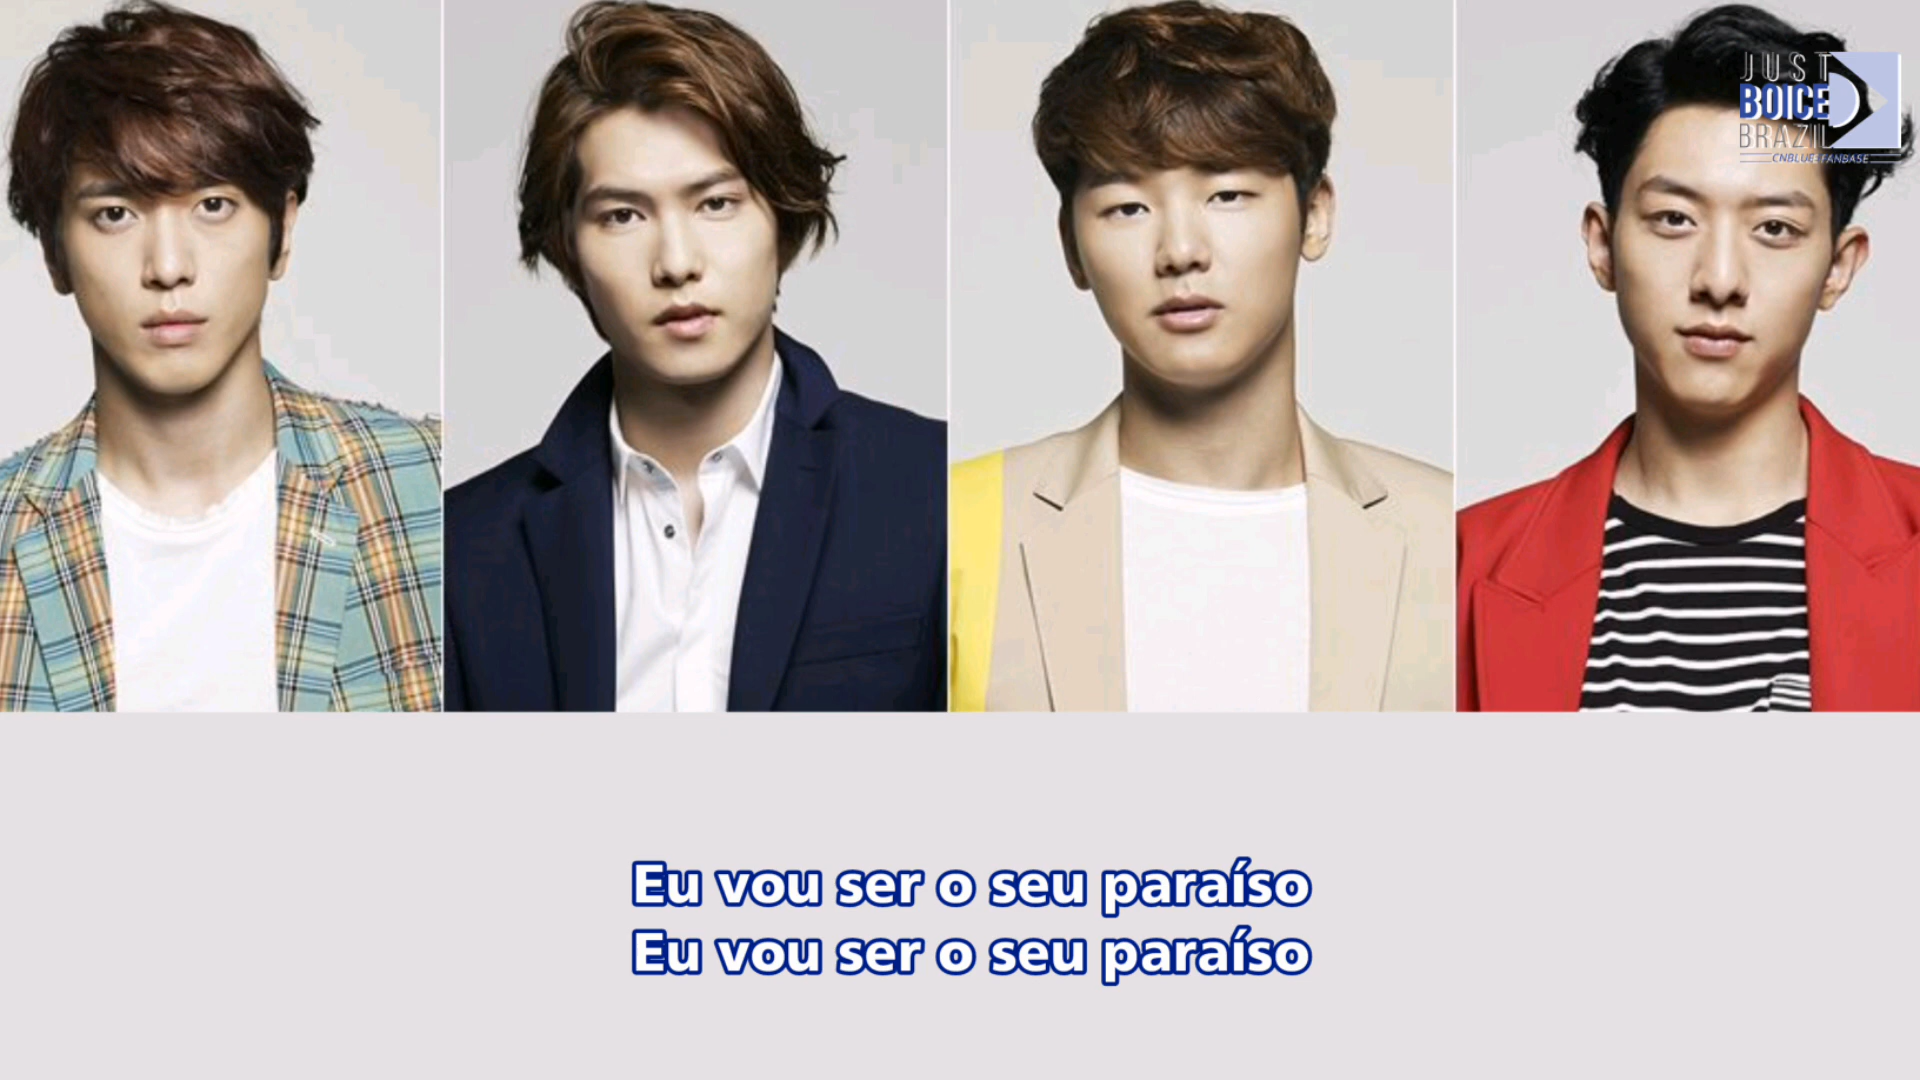 JUST
BOICE
BRAZIL
CNBLUE FANBASE
Eu vou ser o seu paraíso
Eu vou ser o seu paraíso